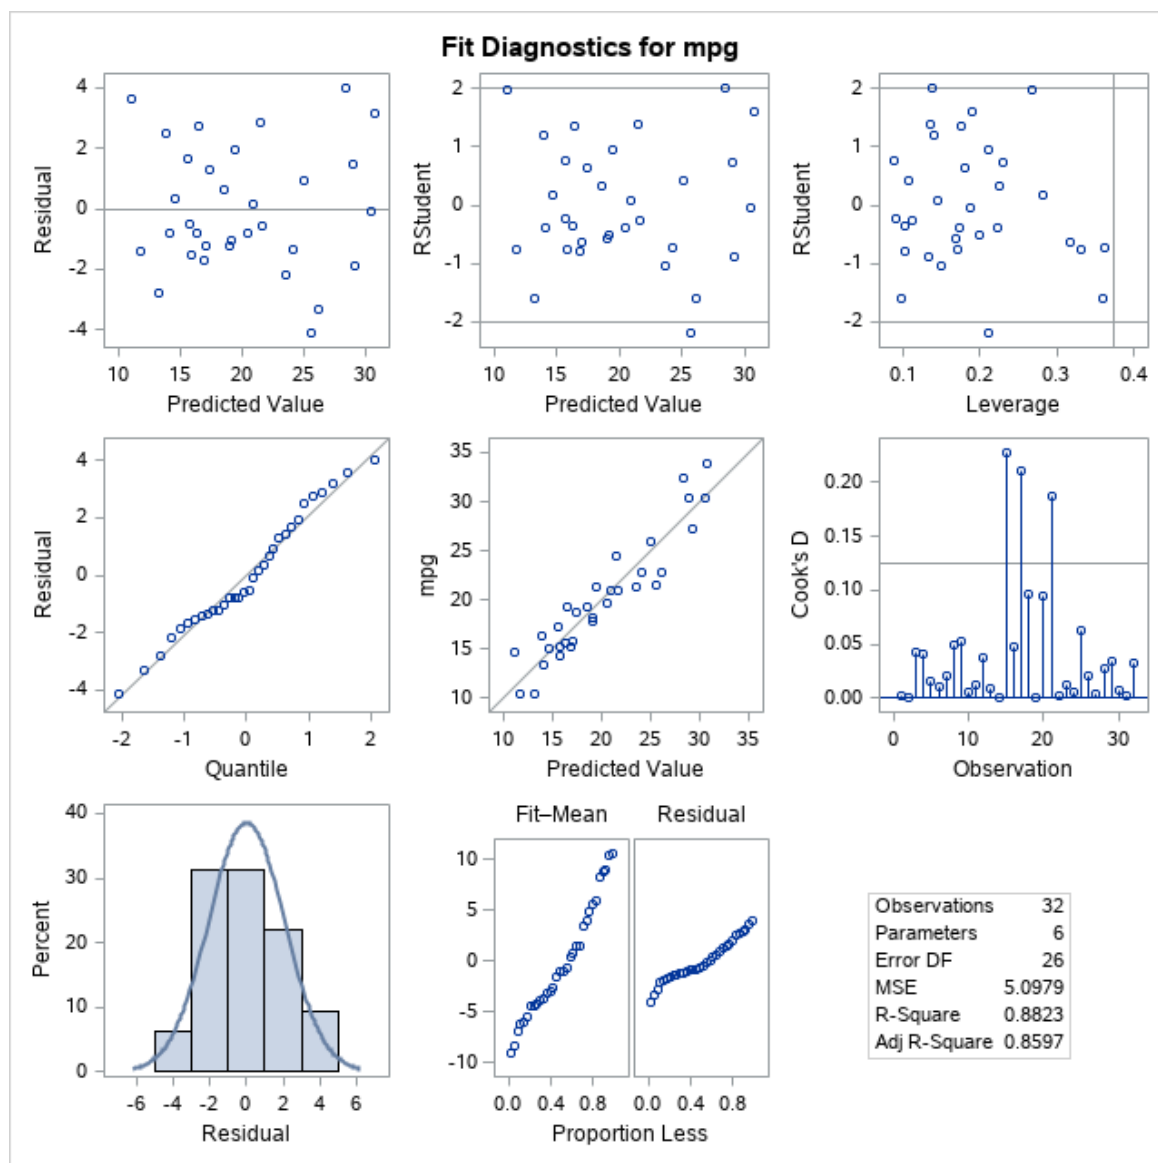 Fit Diagnostics for mpg
Residual
4
2
0
-2
-4
10 15 20 25 30
Predicted Value
RStudent
2
1
0
-1
-2
10 15 20 25 30
Predicted Value
RStudent
2
1
0
-1
-2
0.1 0.2 0.3 0.4
Leverage
Residual
4
2
0
-2
-4
-2 -1 0 1 2
Quantile
mpg
35
30
25
20
15
10
10 15 20 25 30 35
Predicted Value
Cook's D
0.20
0.15
0.10
0.05
0.00
0 10 20 30
Observation
Percent
40
30
20
10
0
-6 -4 -2 0 2 4 6
Residual
Fit–Mean Residual
10
5
0
-5
-10
0.0 0.4 0.8 0.0 0.4 0.8
Proportion Less
Observations 32
Parameters 6
Error DF 26
MSE 5.0979
R-Square 0.8823
Adj R-Square 0.8597